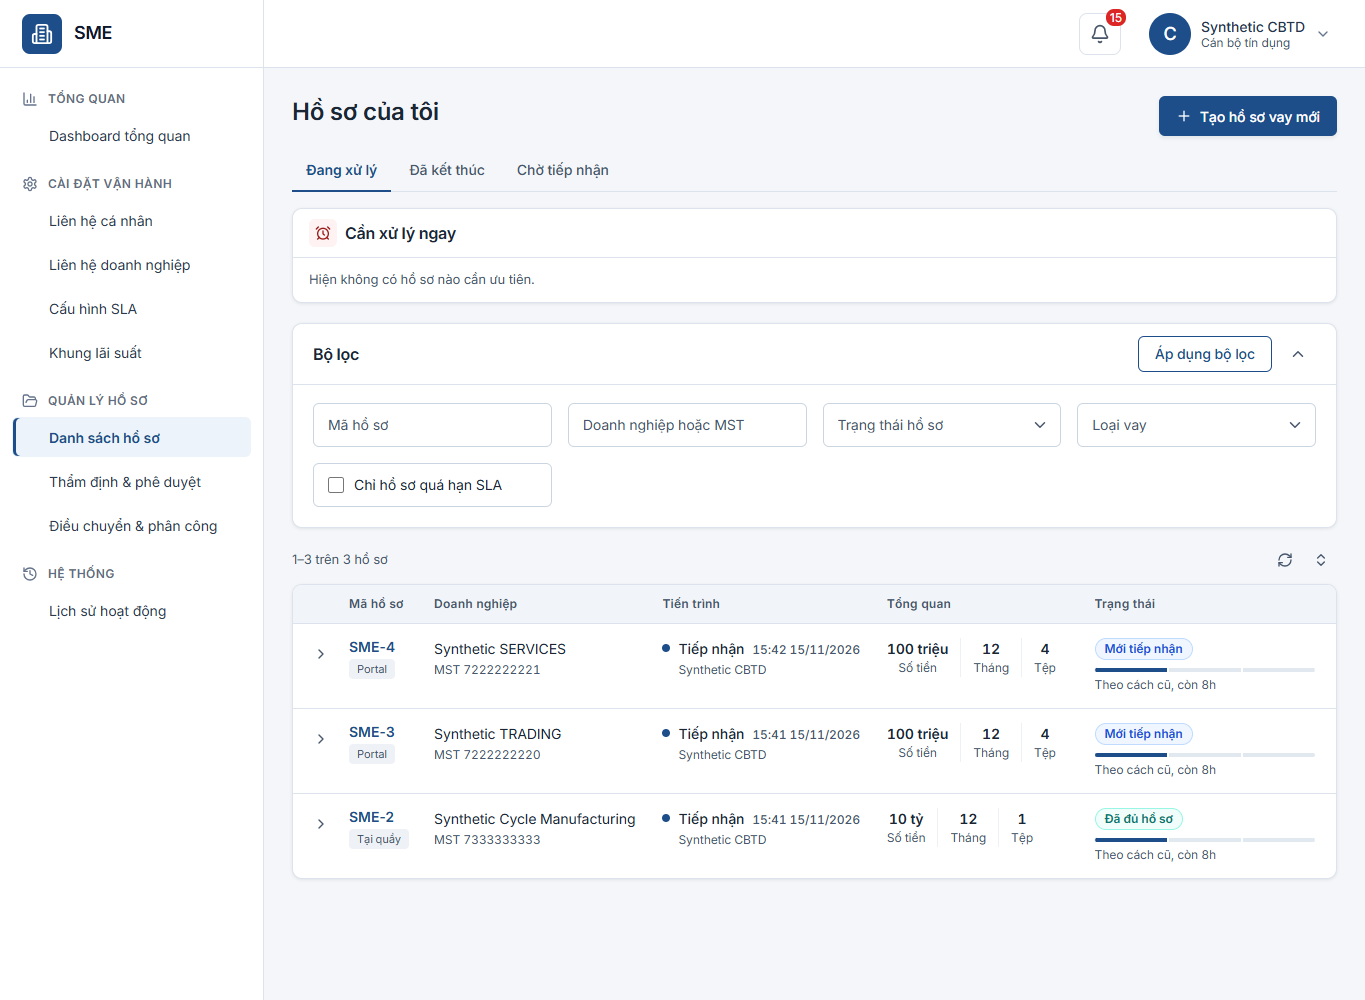 SME
15
C
Synthetic CBTD
Cán bộ tín dụng
TỔNG QUAN
Dashboard tổng quan
CÀI ĐẶT VẬN HÀNH
Liên hệ cá nhân
Liên hệ doanh nghiệp
Cấu hình SLA
Khung lãi suất
QUẢN LÝ HỒ SƠ
Danh sách hồ sơ
Thẩm định & phê duyệt
Điều chuyển & phân công
HỆ THỐNG
Lịch sử hoạt động
Hồ sơ của tôi
Tạo hồ sơ vay mới
Đang xử lý
Đã kết thúc
Chờ tiếp nhận
Cần xử lý ngay
Hiện không có hồ sơ nào cần ưu tiên.
Bộ lọc
Áp dụng bộ lọc
Mã hồ sơ
Doanh nghiệp hoặc MST
Trạng thái hồ sơ
Loại vay
Chỉ hồ sơ quá hạn SLA
1–3 trên 3 hồ sơ
Mã hồ sơ Doanh nghiệp Tiến trình Tổng quan Trạng thái
SME-4 Synthetic SERVICES Tiếp nhận 15:42 15/11/2026 100 triệu 12 4 Mới tiếp nhận
Portal MST 7222222221 Synthetic CBTD Số tiền Tháng Tệp Theo cách cũ, còn 8h
SME-3 Synthetic TRADING Tiếp nhận 15:41 15/11/2026 100 triệu 12 4 Mới tiếp nhận
Portal MST 7222222220 Synthetic CBTD Số tiền Tháng Tệp Theo cách cũ, còn 8h
SME-2 Synthetic Cycle Manufacturing Tiếp nhận 15:41 15/11/2026 10 tỷ 12 1 Đã đủ hồ sơ
Tại quầy MST 7333333333 Synthetic CBTD Số tiền Tháng Tệp Theo cách cũ, còn 8h